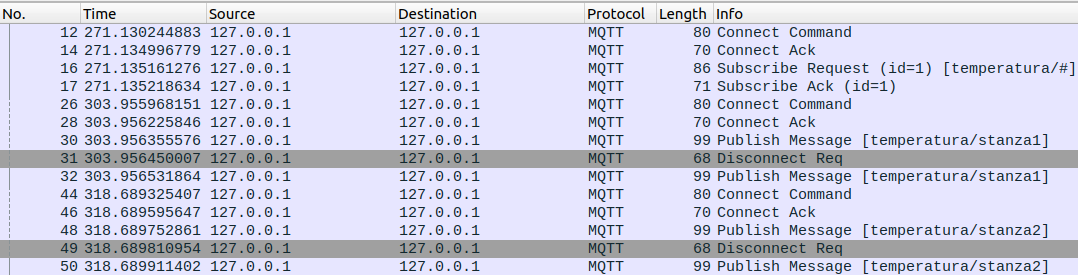 No. Time Source Destination Protocol Length Info
12 271.130244883 127.0.0.1 127.0.0.1 MQTT 80 Connect Command
14 271.134996779 127.0.0.1 127.0.0.1 MQTT 70 Connect Ack
16 271.135161276 127.0.0.1 127.0.0.1 MQTT 86 Subscribe Request (id=1) [temperatura/#]
17 271.135218634 127.0.0.1 127.0.0.1 MQTT 71 Subscribe Ack (id=1)
26 303.955968151 127.0.0.1 127.0.0.1 MQTT 80 Connect Command
28 303.956225846 127.0.0.1 127.0.0.1 MQTT 70 Connect Ack
30 303.956355576 127.0.0.1 127.0.0.1 MQTT 99 Publish Message [temperatura/stanza1]
31 303.956450007 127.0.0.1 127.0.0.1 MQTT 68 Disconnect Req
32 303.956531864 127.0.0.1 127.0.0.1 MQTT 99 Publish Message [temperatura/stanza1]
44 318.689325407 127.0.0.1 127.0.0.1 MQTT 80 Connect Command
46 318.689595647 127.0.0.1 127.0.0.1 MQTT 70 Connect Ack
48 318.689752861 127.0.0.1 127.0.0.1 MQTT 99 Publish Message [temperatura/stanza2]
49 318.689810954 127.0.0.1 127.0.0.1 MQTT 68 Disconnect Req
50 318.689911402 127.0.0.1 127.0.0.1 MQTT 99 Publish Message [temperatura/stanza2]